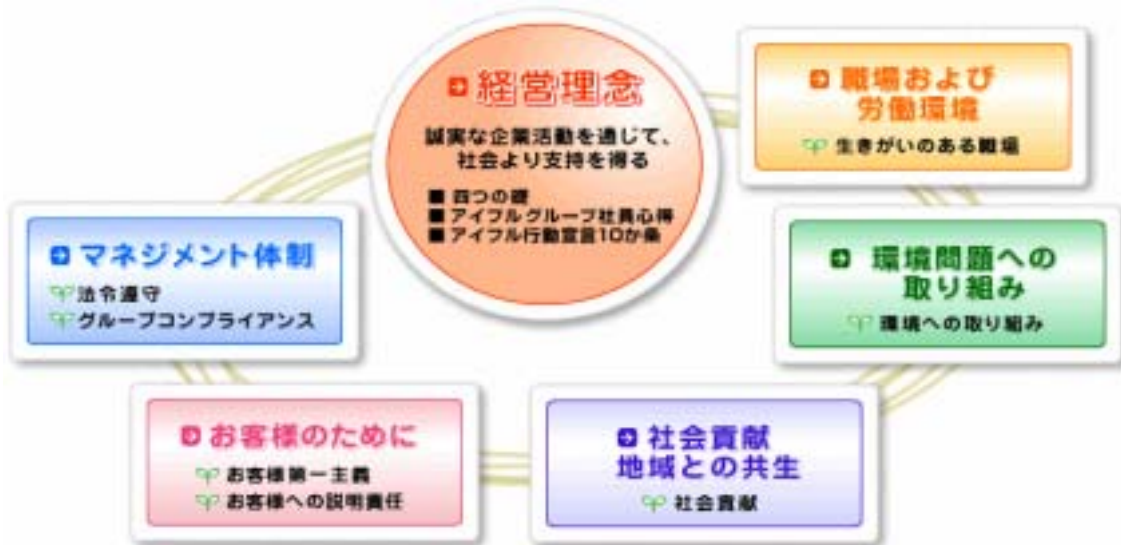 経営理念
誠実な企業活動を通じて、
社会より支持を得る
■ 四つの礎
■ アイフルグループ社員心得
■ アイフル行動宣言10か条
職場および
労働環境
生きがいのある職場
環境問題への
取り組み
環境への取り組み
社会貢献
地域との共生
社会貢献
お客様のために
お客様第一主義
お客様への説明責任
マネジメント体制
法令遵守
グループコンプライアンス